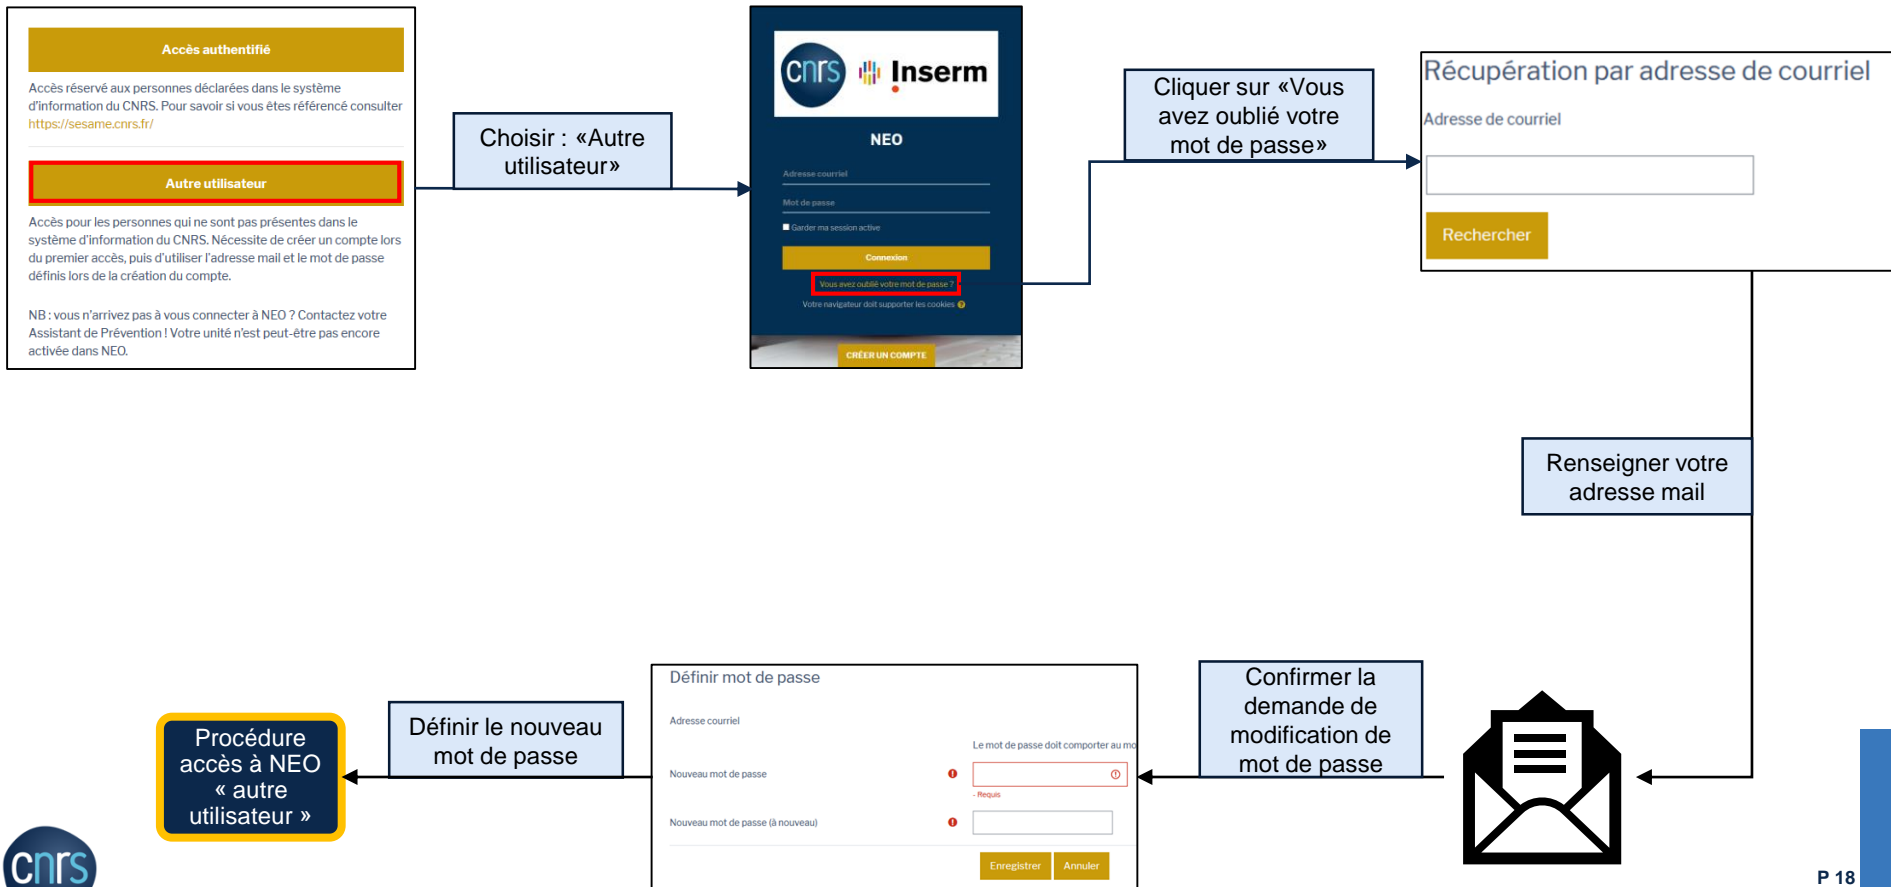 Accès authentifié
Accès réservé aux personnes déclarées dans le système
d'information du CNRS. Pour savoir si vous êtes référencé consulter
https://sesame.cnrs.fr/
Autre utilisateur
Accès pour les personnes qui ne sont pas présentes dans le
système d'information du CNRS. Nécessite de créer un compte lors
du premier accès, puis d'utiliser l'adresse mail et le mot de passe
définis lors de la création du compte.
NB : vous n'arrivez pas à vous connecter à NEO ? Contactez votre
Assistant de Prévention ! Votre unité n'est peut-être pas encore
activée dans NEO.
Choisir : «Autre
utilisateur»
cnrs Inserm
NEO
Adresse courriel
Mot de passe
Garder ma session active
Connexion
Vous avez oublié votre mot de passe ?
Votre navigateur doit supporter les cookies ?
CRÉER UN COMPTE
Cliquer sur «Vous
avez oublié votre
mot de passe»
Récupération par adresse de courriel
Adresse de courriel
Rechercher
Renseigner votre
adresse mail
Confirmer la
demande de
modification de
mot de passe
Définir mot de passe
Adresse courriel
Le mot de passe doit comporter au mo
Nouveau mot de passe
- Requis
Nouveau mot de passe (à nouveau)
Enregistrer Annuler
Définir le nouveau
mot de passe
Procédure
accès à NEO
« autre
utilisateur »
cnrs
P 18